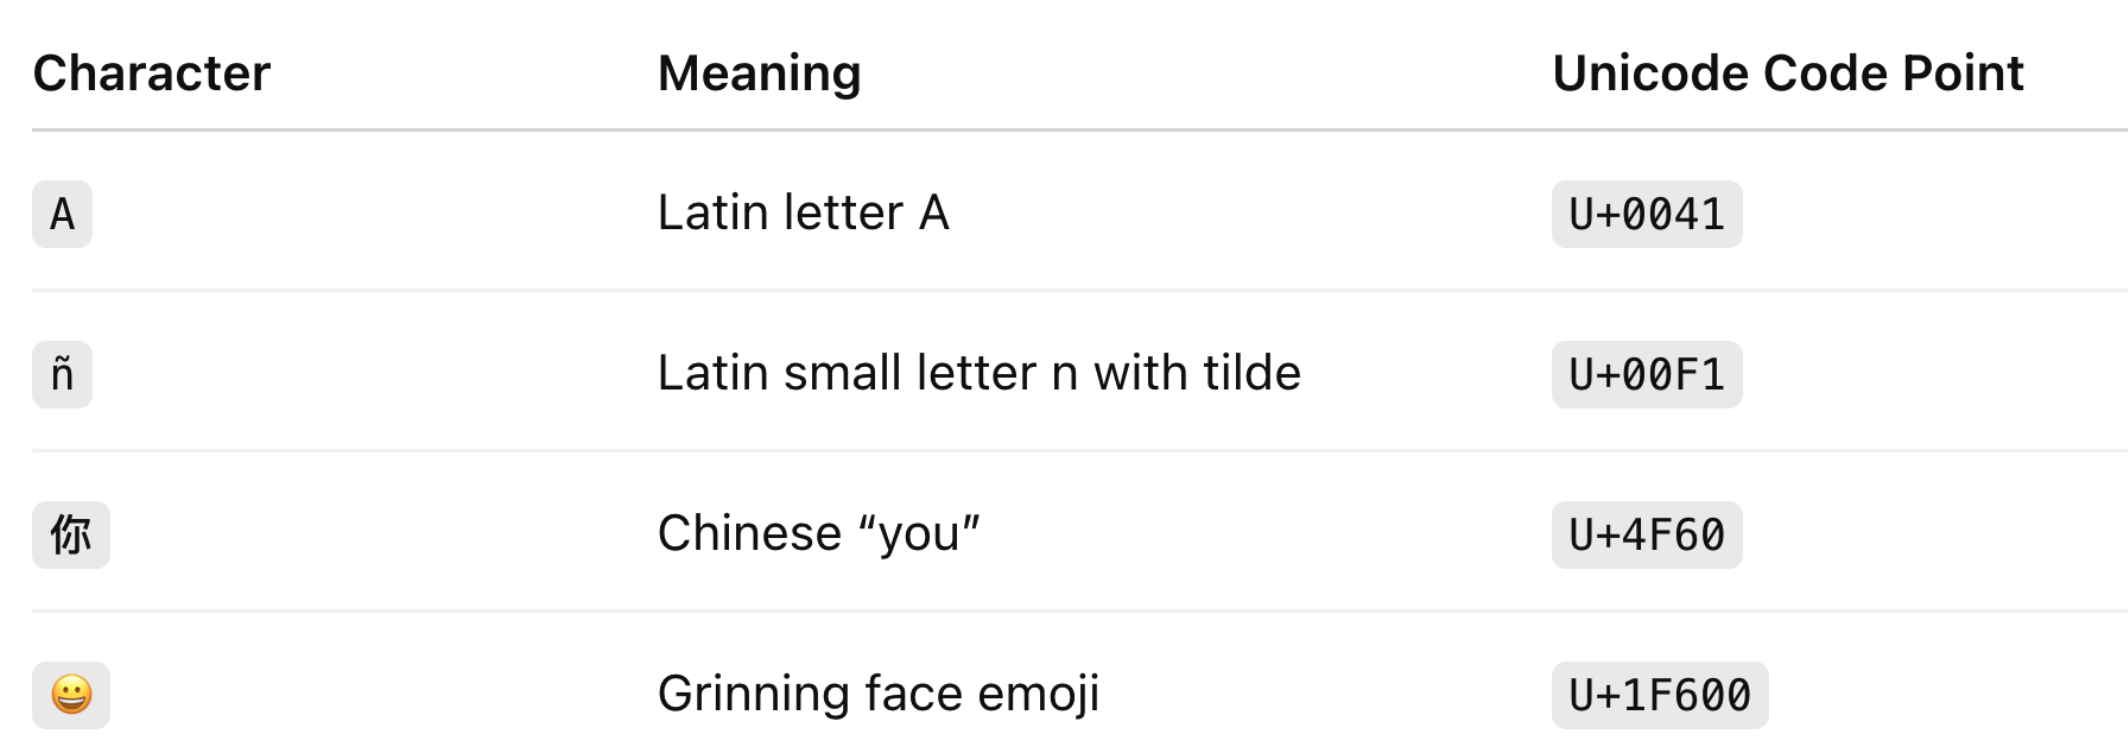 Character Meaning Unicode Code Point
A Latin letter A U+0041
ñ Latin small letter n with tilde U+00F1
你 Chinese “you” U+4F60
😀 Grinning face emoji U+1F600